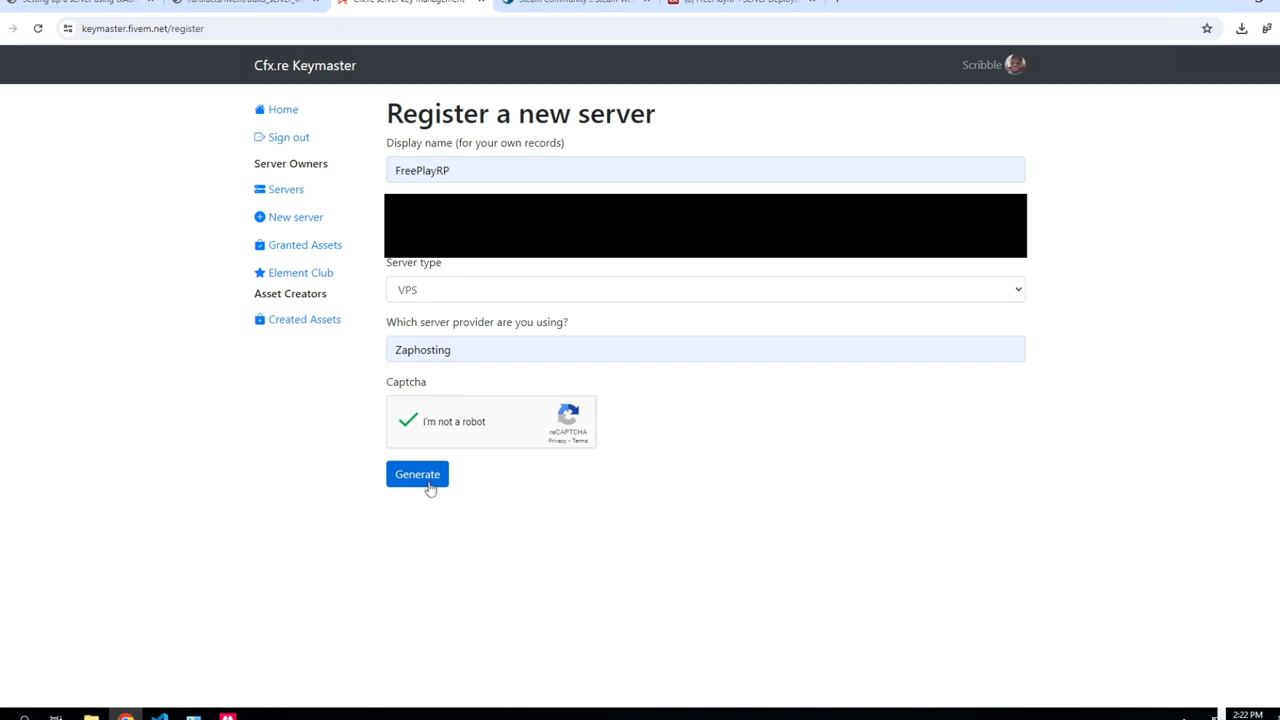 keymaster.fivem.net/register
Cfx.re Keymaster
Scribble
Home
Sign out
Server Owners
Servers
New server
Granted Assets
Element Club
Asset Creators
Created Assets
Register a new server
Display name (for your own records)
FreePlayRP
Server type
VPS
Which server provider are you using?
Zaphosting
Captcha
I'm not a robot
reCAPTCHA
Privacy - Terms
Generate
2:22 PM